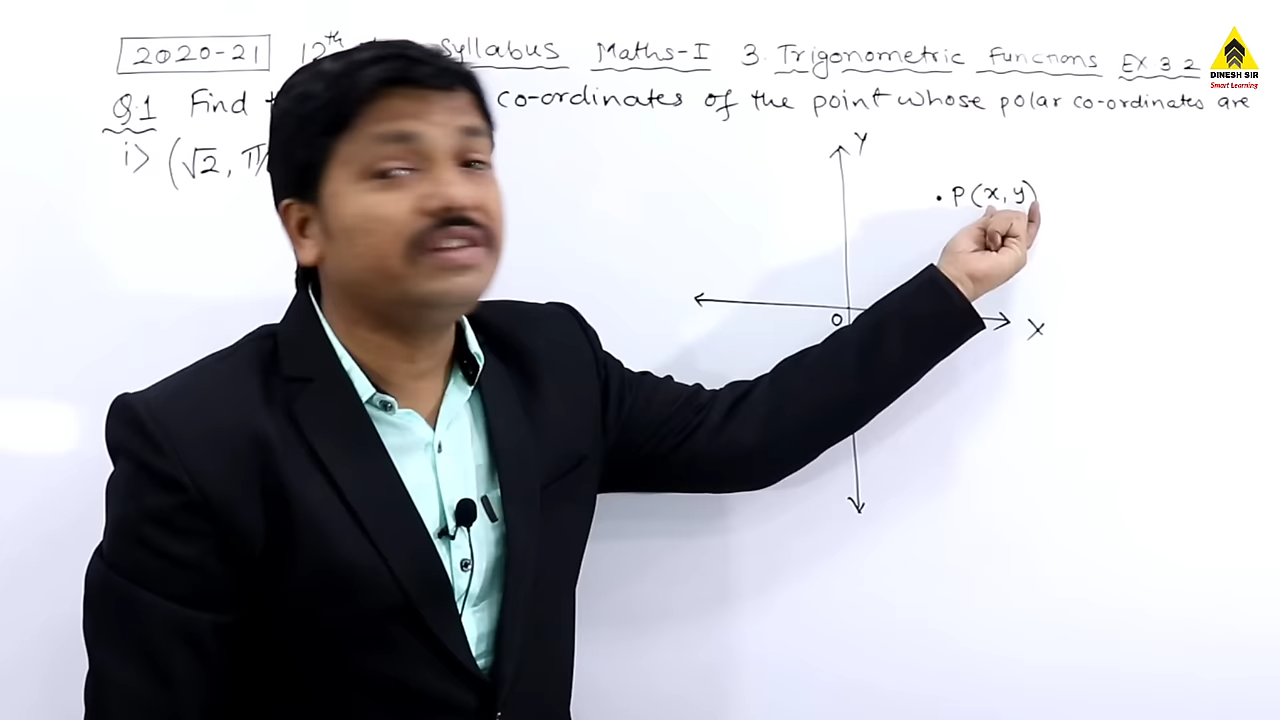 2020-21 12th Syllabus Maths-I 3. Trigonometric Functions Ex 3.2
Q.1 Find co-ordinates of the point whose polar co-ordinates are
i) (√2, π/
Y
P(x, y)
O
X
DINESH SIR
Smart Learning